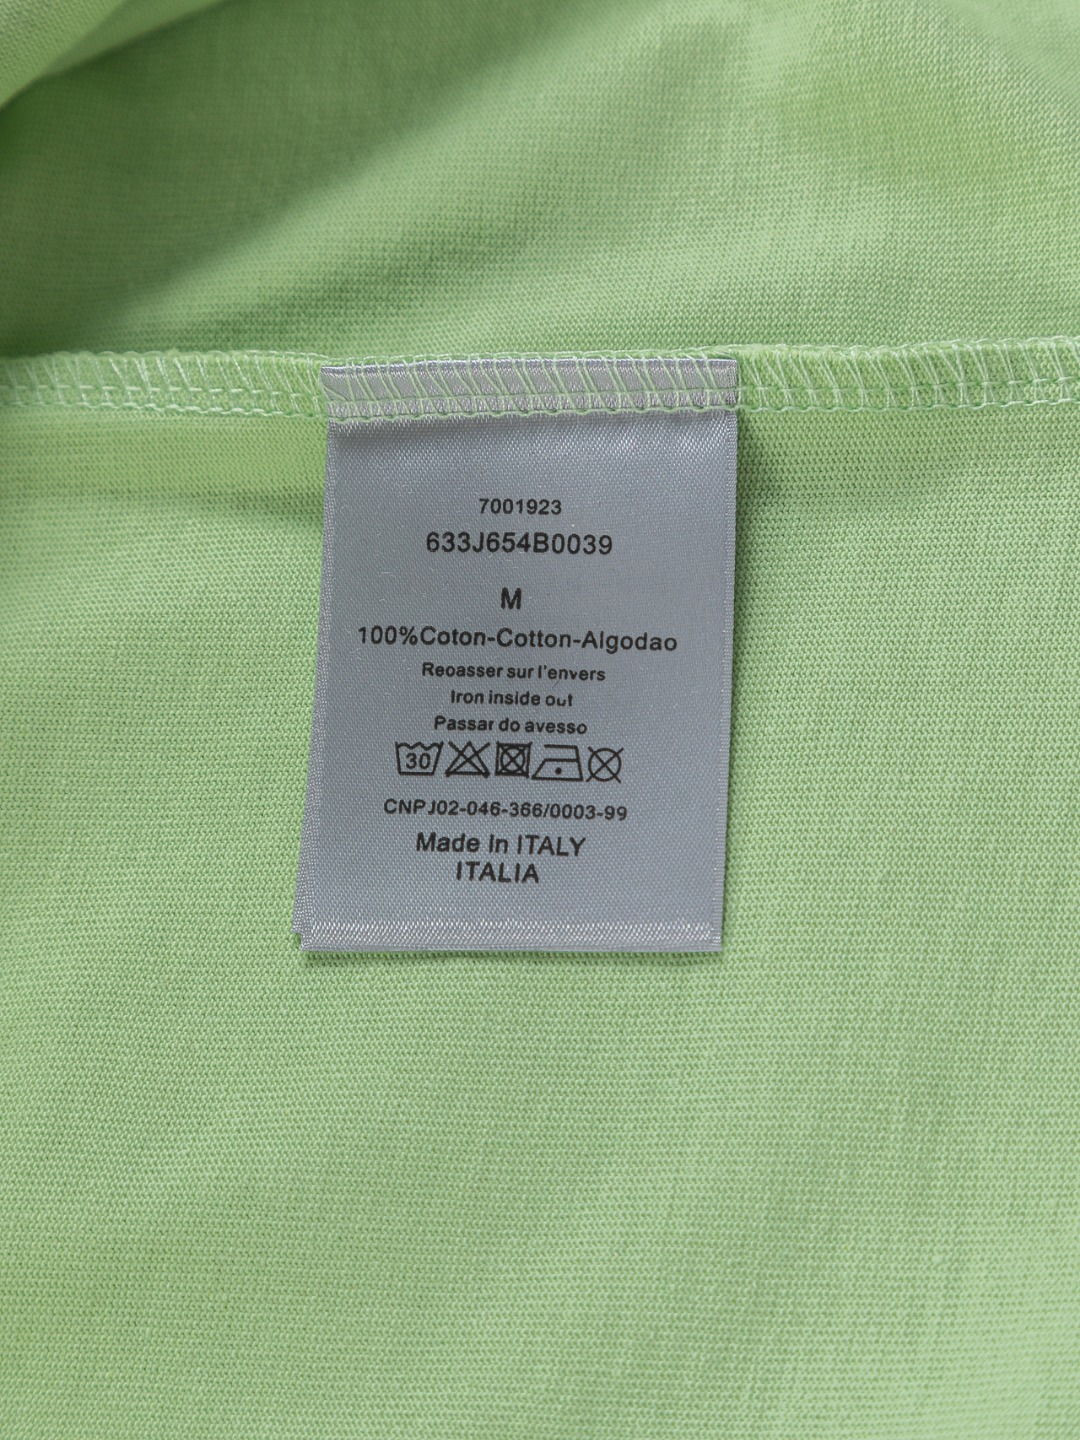 7001923
633J654B0039
M
100%Coton-Cotton-Algodao
Reoasser sur l'envers
Iron inside out
Passar do avesso
30
CNPJ02-046-366/0003-99
Made In ITALY
ITALIA